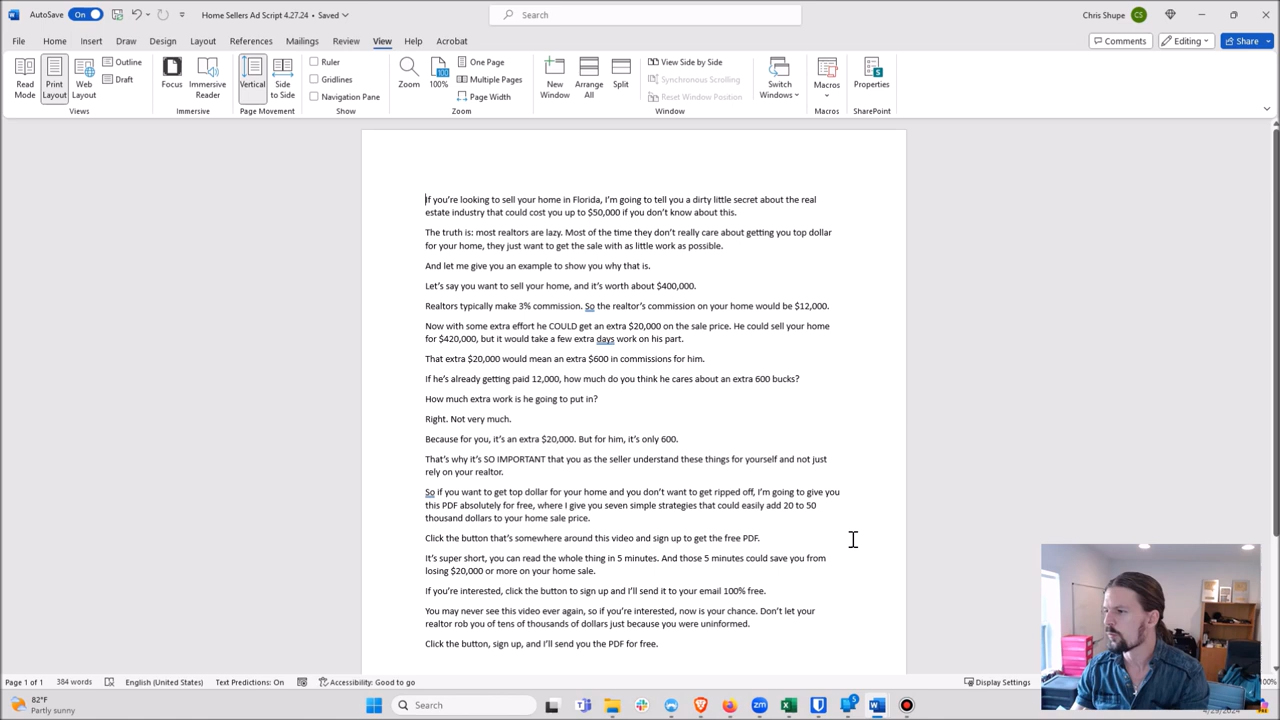 AutoSave On Home Sellers Ad Script 4.27.24 • Saved Search Chris Shupe CS
File Home Insert Draw Design Layout References Mailings Review View Help Acrobat Comments Editing Share
Read Mode Print Layout Web Layout Outline Draft
Views
Focus Immersive Reader
Immersive
Vertical Side to Side
Page Movement
Ruler
Gridlines
Navigation Pane
Show
Zoom 100% One Page Multiple Pages Page Width
Zoom
New Window Arrange All Split View Side by Side Synchronous Scrolling Reset Window Position Switch Windows
Window
Macros
Macros
Properties
SharePoint
If you’re looking to sell your home in Florida, I’m going to tell you a dirty little secret about the real
estate industry that could cost you up to $50,000 if you don’t know about this.
The truth is: most realtors are lazy. Most of the time they don’t really care about getting you top dollar
for your home, they just want to get the sale with as little work as possible.
And let me give you an example to show you why that is.
Let’s say you want to sell your home, and it’s worth about $400,000.
Realtors typically make 3% commission. So the realtor’s commission on your home would be $12,000.
Now with some extra effort he COULD get an extra $20,000 on the sale price. He could sell your home
for $420,000, but it would take a few extra days work on his part.
That extra $20,000 would mean an extra $600 in commissions for him.
If he’s already getting paid 12,000, how much do you think he cares about an extra 600 bucks?
How much extra work is he going to put in?
Right. Not very much.
Because for you, it’s an extra $20,000. But for him, it’s only 600.
That’s why it’s SO IMPORTANT that you as the seller understand these things for yourself and not just
rely on your realtor.
So if you want to get top dollar for your home and you don’t want to get ripped off, I’m going to give you
this PDF absolutely for free, where I give you seven simple strategies that could easily add 20 to 50
thousand dollars to your home sale price.
Click the button that’s somewhere around this video and sign up to get the free PDF.
It’s super short, you can read the whole thing in 5 minutes. And those 5 minutes could save you from
losing $20,000 or more on your home sale.
If you’re interested, click the button to sign up and I’ll send it to your email 100% free.
You may never see this video ever again, so if you’re interested, now is your chance. Don’t let your
realtor rob you of tens of thousands of dollars just because you were uninformed.
Click the button, sign up, and I’ll send you the PDF for free.
Page 1 of 1 384 words English (United States) Text Predictions: On Accessibility: Good to go Display Settings 100%
82°F
Partly sunny
Search
zm
5
4/29/2024